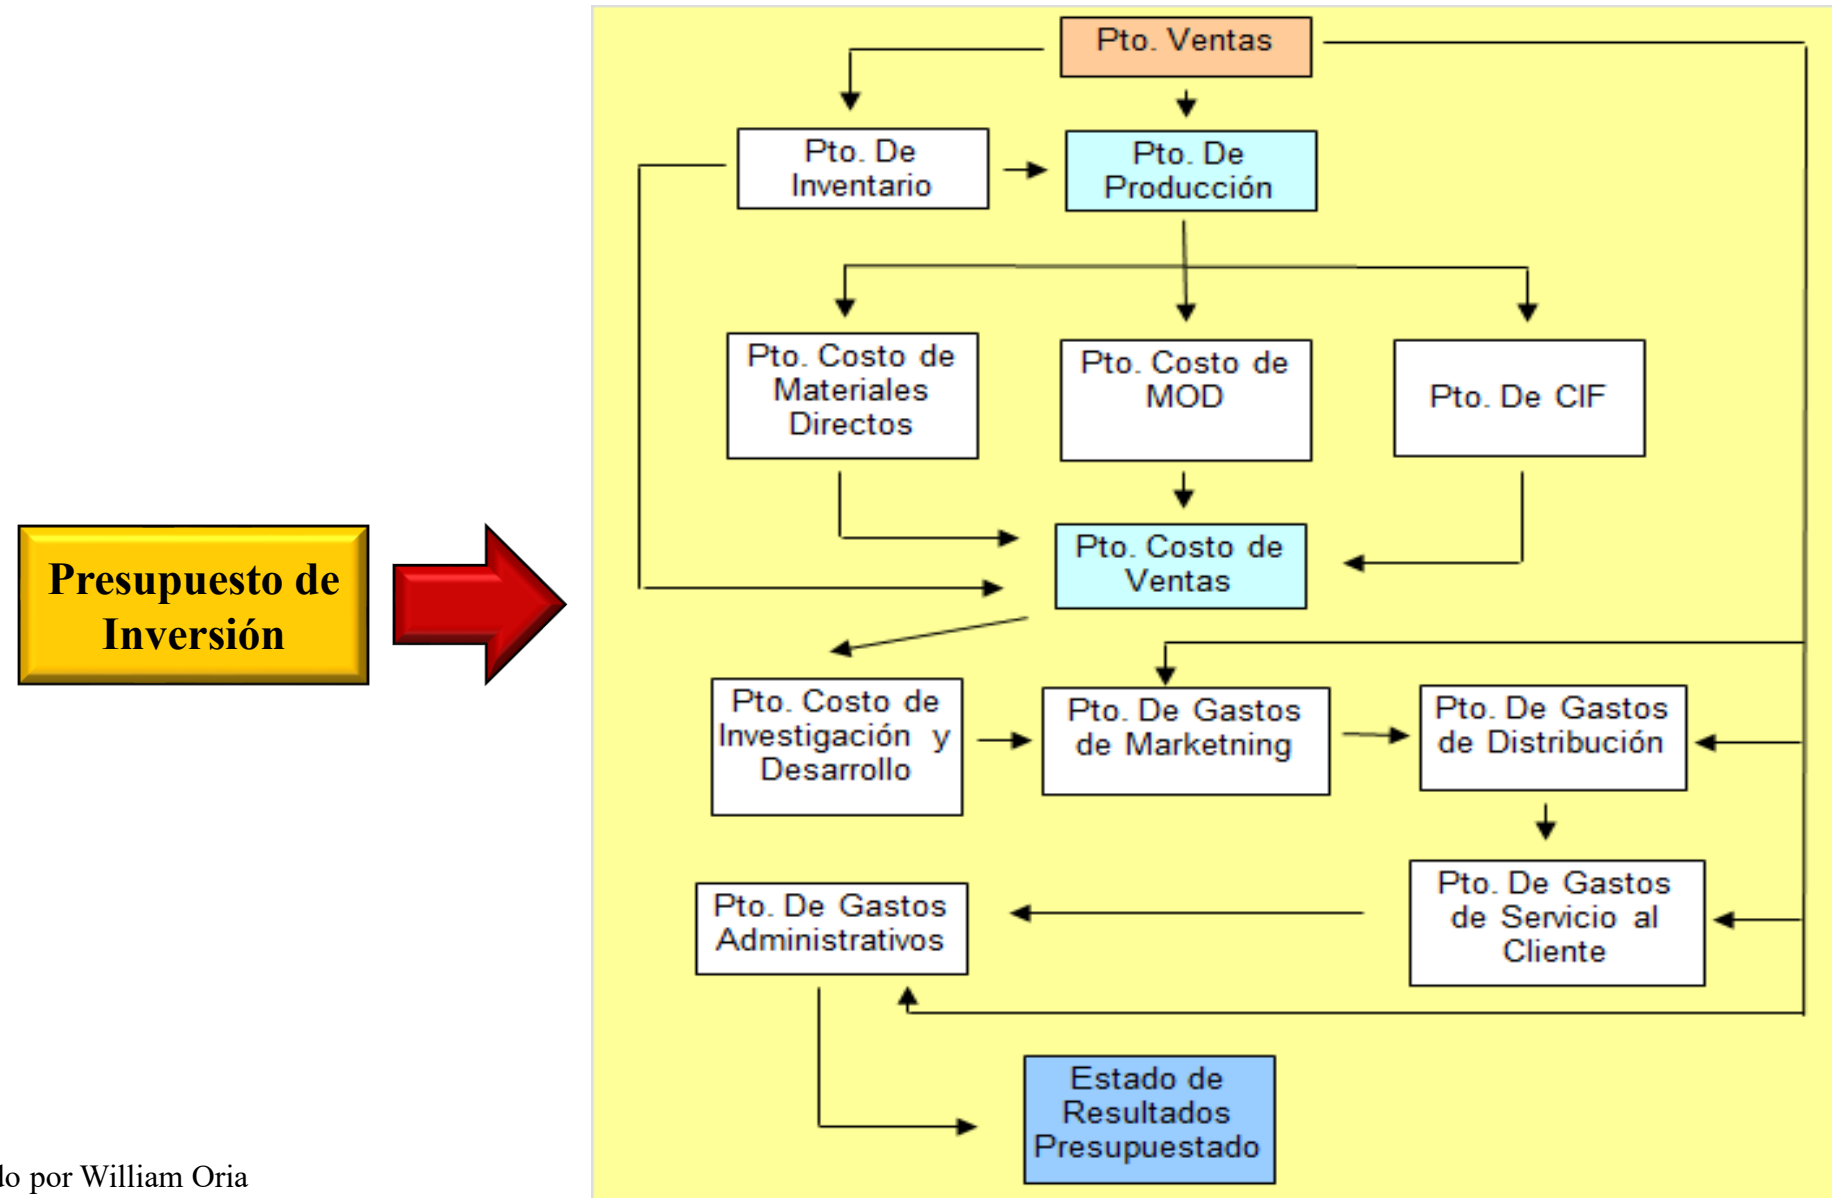 Pto. Ventas
Pto. De
Inventario
Pto. De
Producción
Pto. Costo de
Materiales
Directos
Pto. Costo de
MOD
Pto. De CIF
Presupuesto de
Inversión
Pto. Costo de
Ventas
Pto. Costo de
Investigación y
Desarrollo
Pto. De Gastos
de Marketning
Pto. De Gastos
de Distribución
Pto. De Gastos
Administrativos
Pto. De Gastos
de Servicio al
Cliente
Estado de
Resultados
Presupuestado
por William Oria